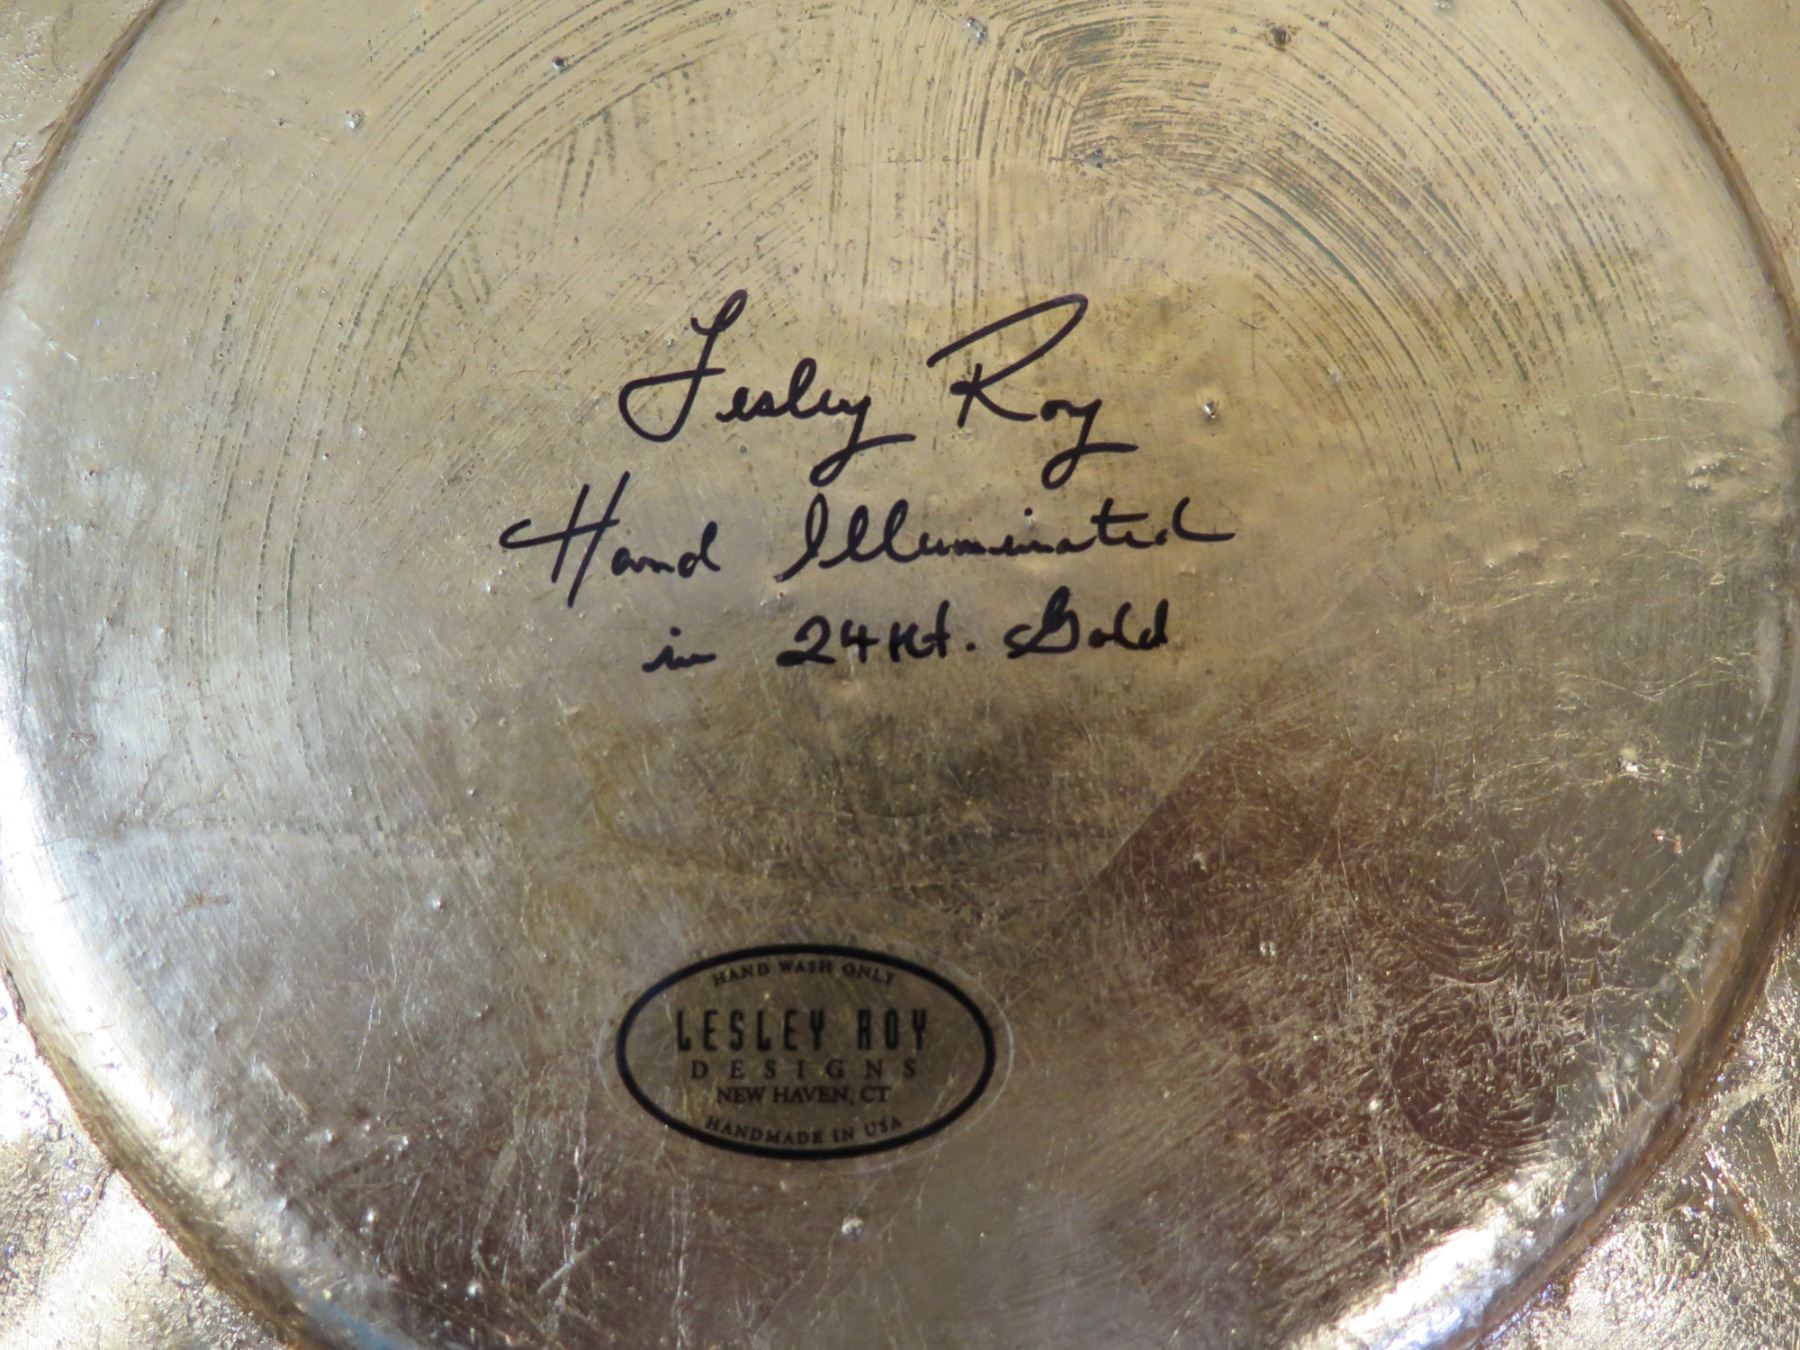 Lesley Roy
Hand Illuminated
in 24Kt. Gold
HAND WASH ONLY
LESLEY ROY
DESIGNS
NEW HAVEN, CT
HANDMADE IN USA